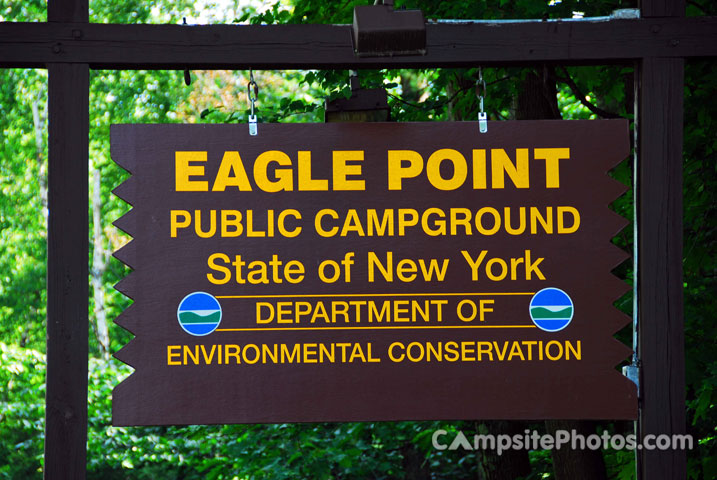 EAGLE POINT
PUBLIC CAMPGROUND
State of New York
DEPARTMENT OF
ENVIRONMENTAL CONSERVATION
CAMPSITEPHOTOS.COM